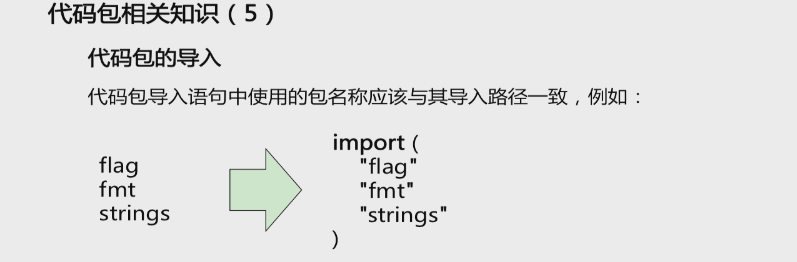 代码包相关知识（5）
代码包的导入
代码包导入语句中使用的包名称应该与其导入路径一致，例如：
flag
fmt
strings
import (
"flag"
"fmt"
"strings"
)